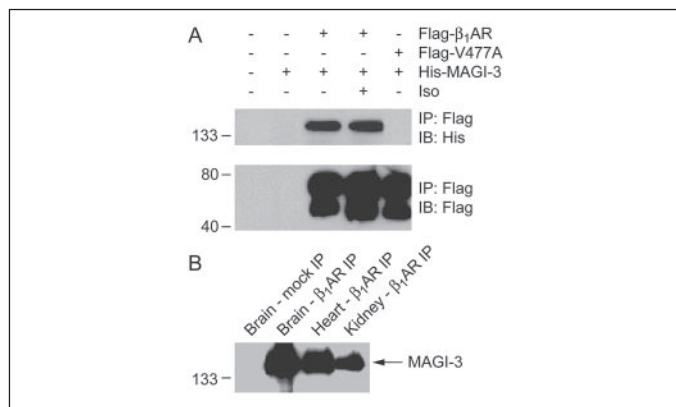 A
- - + + - Flag-β₁AR
- - - - + Flag-V477A
- + + + + His-MAGI-3
- - - + - Iso
133
IP: Flag
IB: His
80
40
IP: Flag
IB: Flag
B
Brain - mock IP
Brain - β₁AR IP
Heart - β₁AR IP
Kidney - β₁AR IP
133
MAGI-3